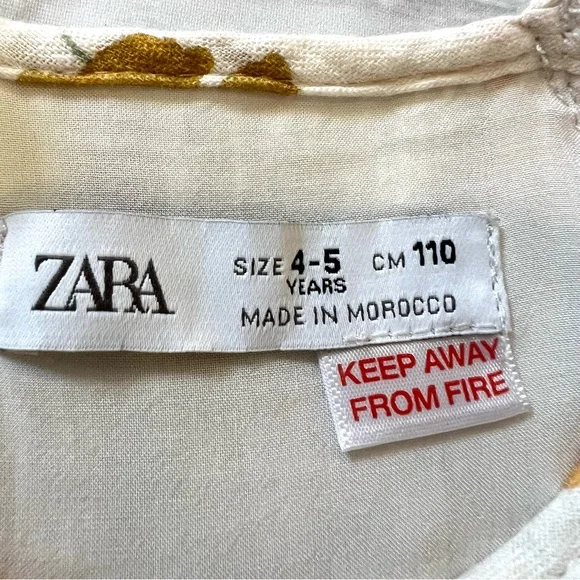 ZARA
SIZE 4-5 CM 110
YEARS
MADE IN MOROCCO
KEEP AWAY
FROM FIRE